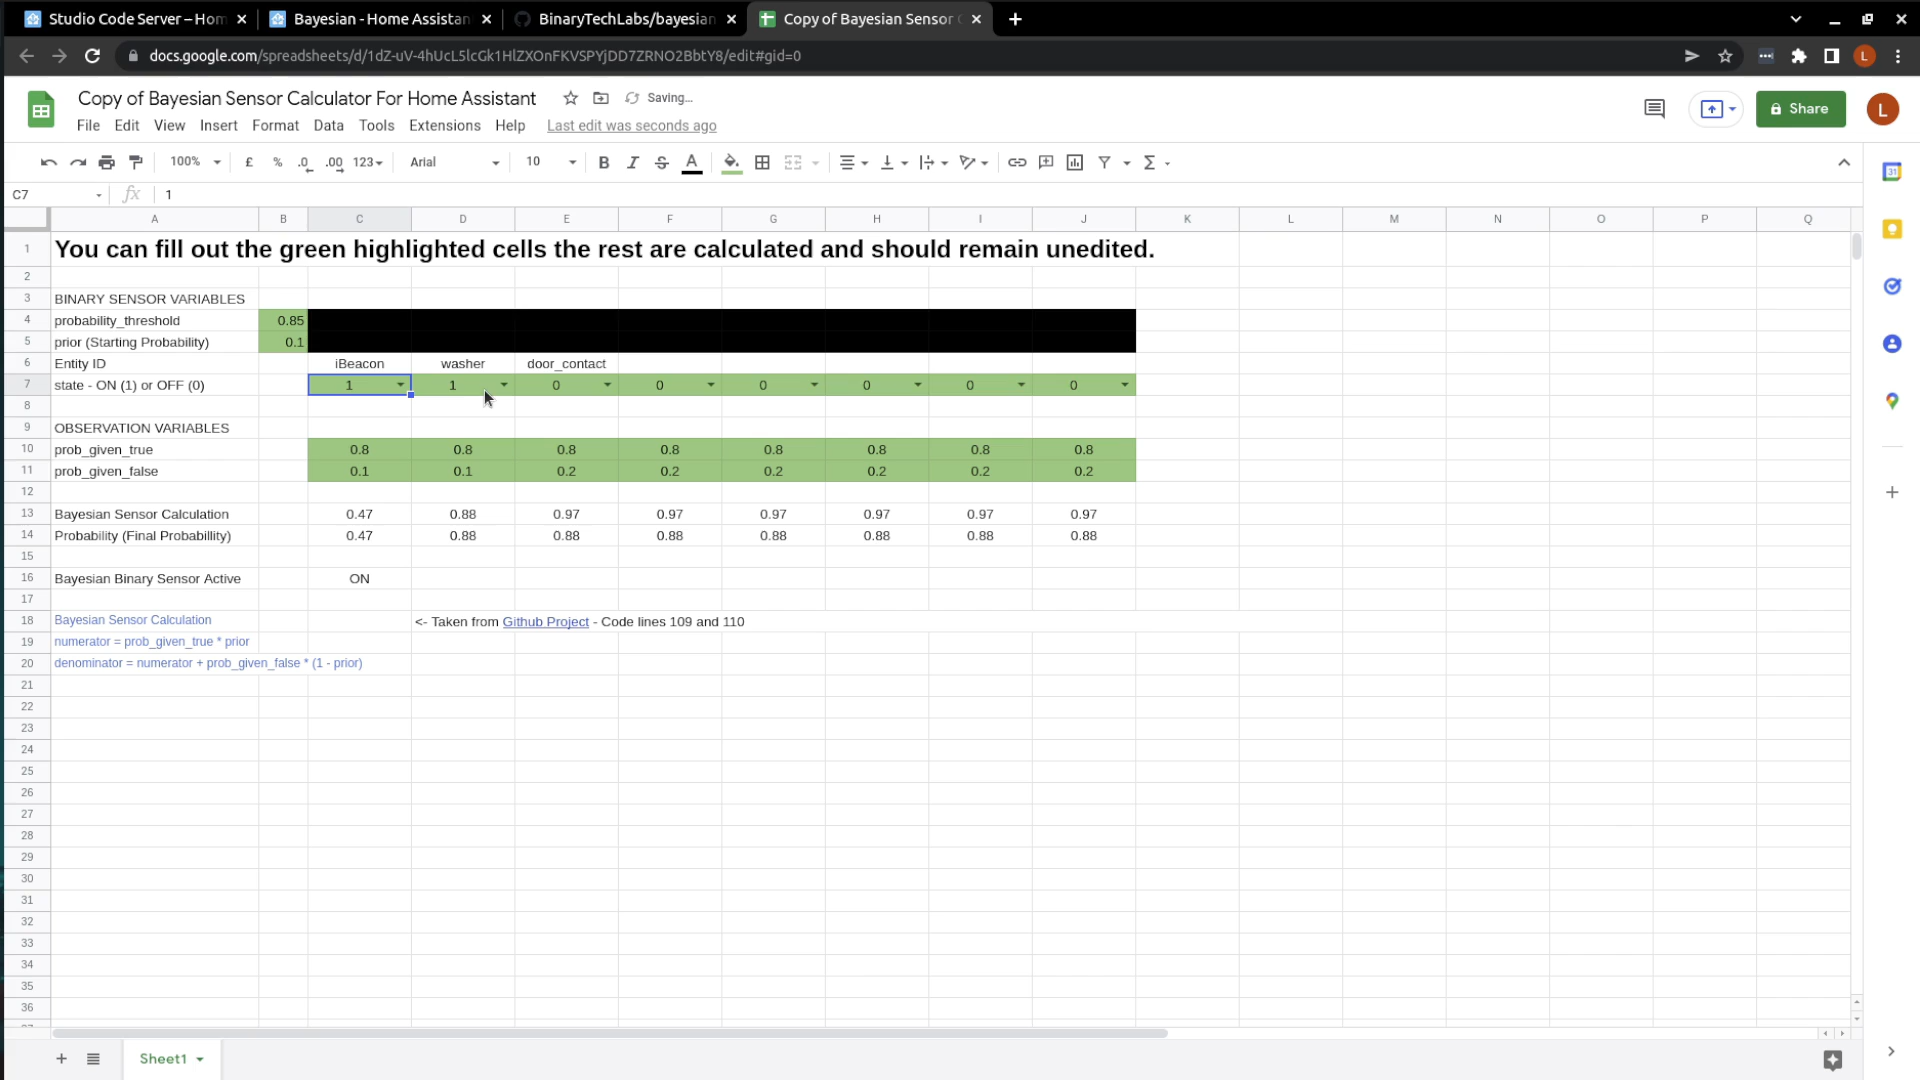 Studio Code Server – Hom
Bayesian - Home Assistan
BinaryTechLabs/bayesian
Copy of Bayesian Sensor C
docs.google.com/spreadsheets/d/1dZ-uV-4hUcL5lcGk1HlZXOnFKVSPYjDD7ZRNO2BbtY8/edit#gid=0
L
Copy of Bayesian Sensor Calculator For Home Assistant
Saving...
File Edit View Insert Format Data Tools Extensions Help Last edit was seconds ago
Share
L
100% £ % .0 .00 123 Arial 10 B I S A Σ
31
C7 fx 1
A B C D E F G H I J K L M N O P Q
1 You can fill out the green highlighted cells the rest are calculated and should remain unedited.
2
3 BINARY SENSOR VARIABLES
4 probability_threshold 0.85
5 prior (Starting Probability) 0.1
6 Entity ID iBeacon washer door_contact
7 state - ON (1) or OFF (0) 1 1 0 0 0 0 0 0
8
9 OBSERVATION VARIABLES
10 prob_given_true 0.8 0.8 0.8 0.8 0.8 0.8 0.8 0.8
11 prob_given_false 0.1 0.1 0.2 0.2 0.2 0.2 0.2 0.2
12
13 Bayesian Sensor Calculation 0.47 0.88 0.97 0.97 0.97 0.97 0.97 0.97
14 Probability (Final Probabillity) 0.47 0.88 0.88 0.88 0.88 0.88 0.88 0.88
15
16 Bayesian Binary Sensor Active ON
17
18 Bayesian Sensor Calculation <- Taken from Github Project - Code lines 109 and 110
19 numerator = prob_given_true * prior
20 denominator = numerator + prob_given_false * (1 - prior)
21
22
23
24
25
26
27
28
29
30
31
32
33
34
35
36
Sheet1